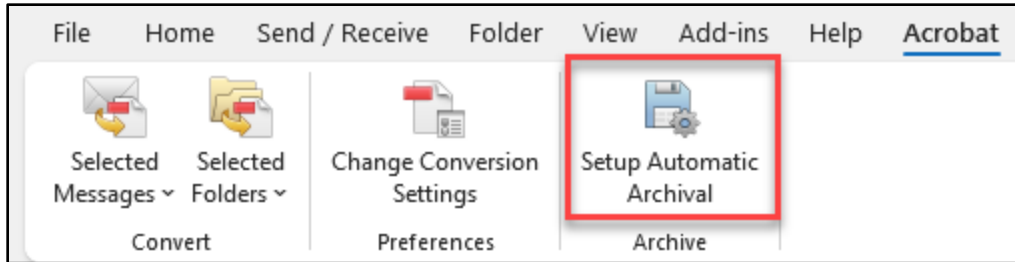 File Home Send / Receive Folder View Add-ins Help Acrobat
Selected Selected Change Conversion Setup Automatic
Messages Folders Settings Archival
Convert Preferences Archive